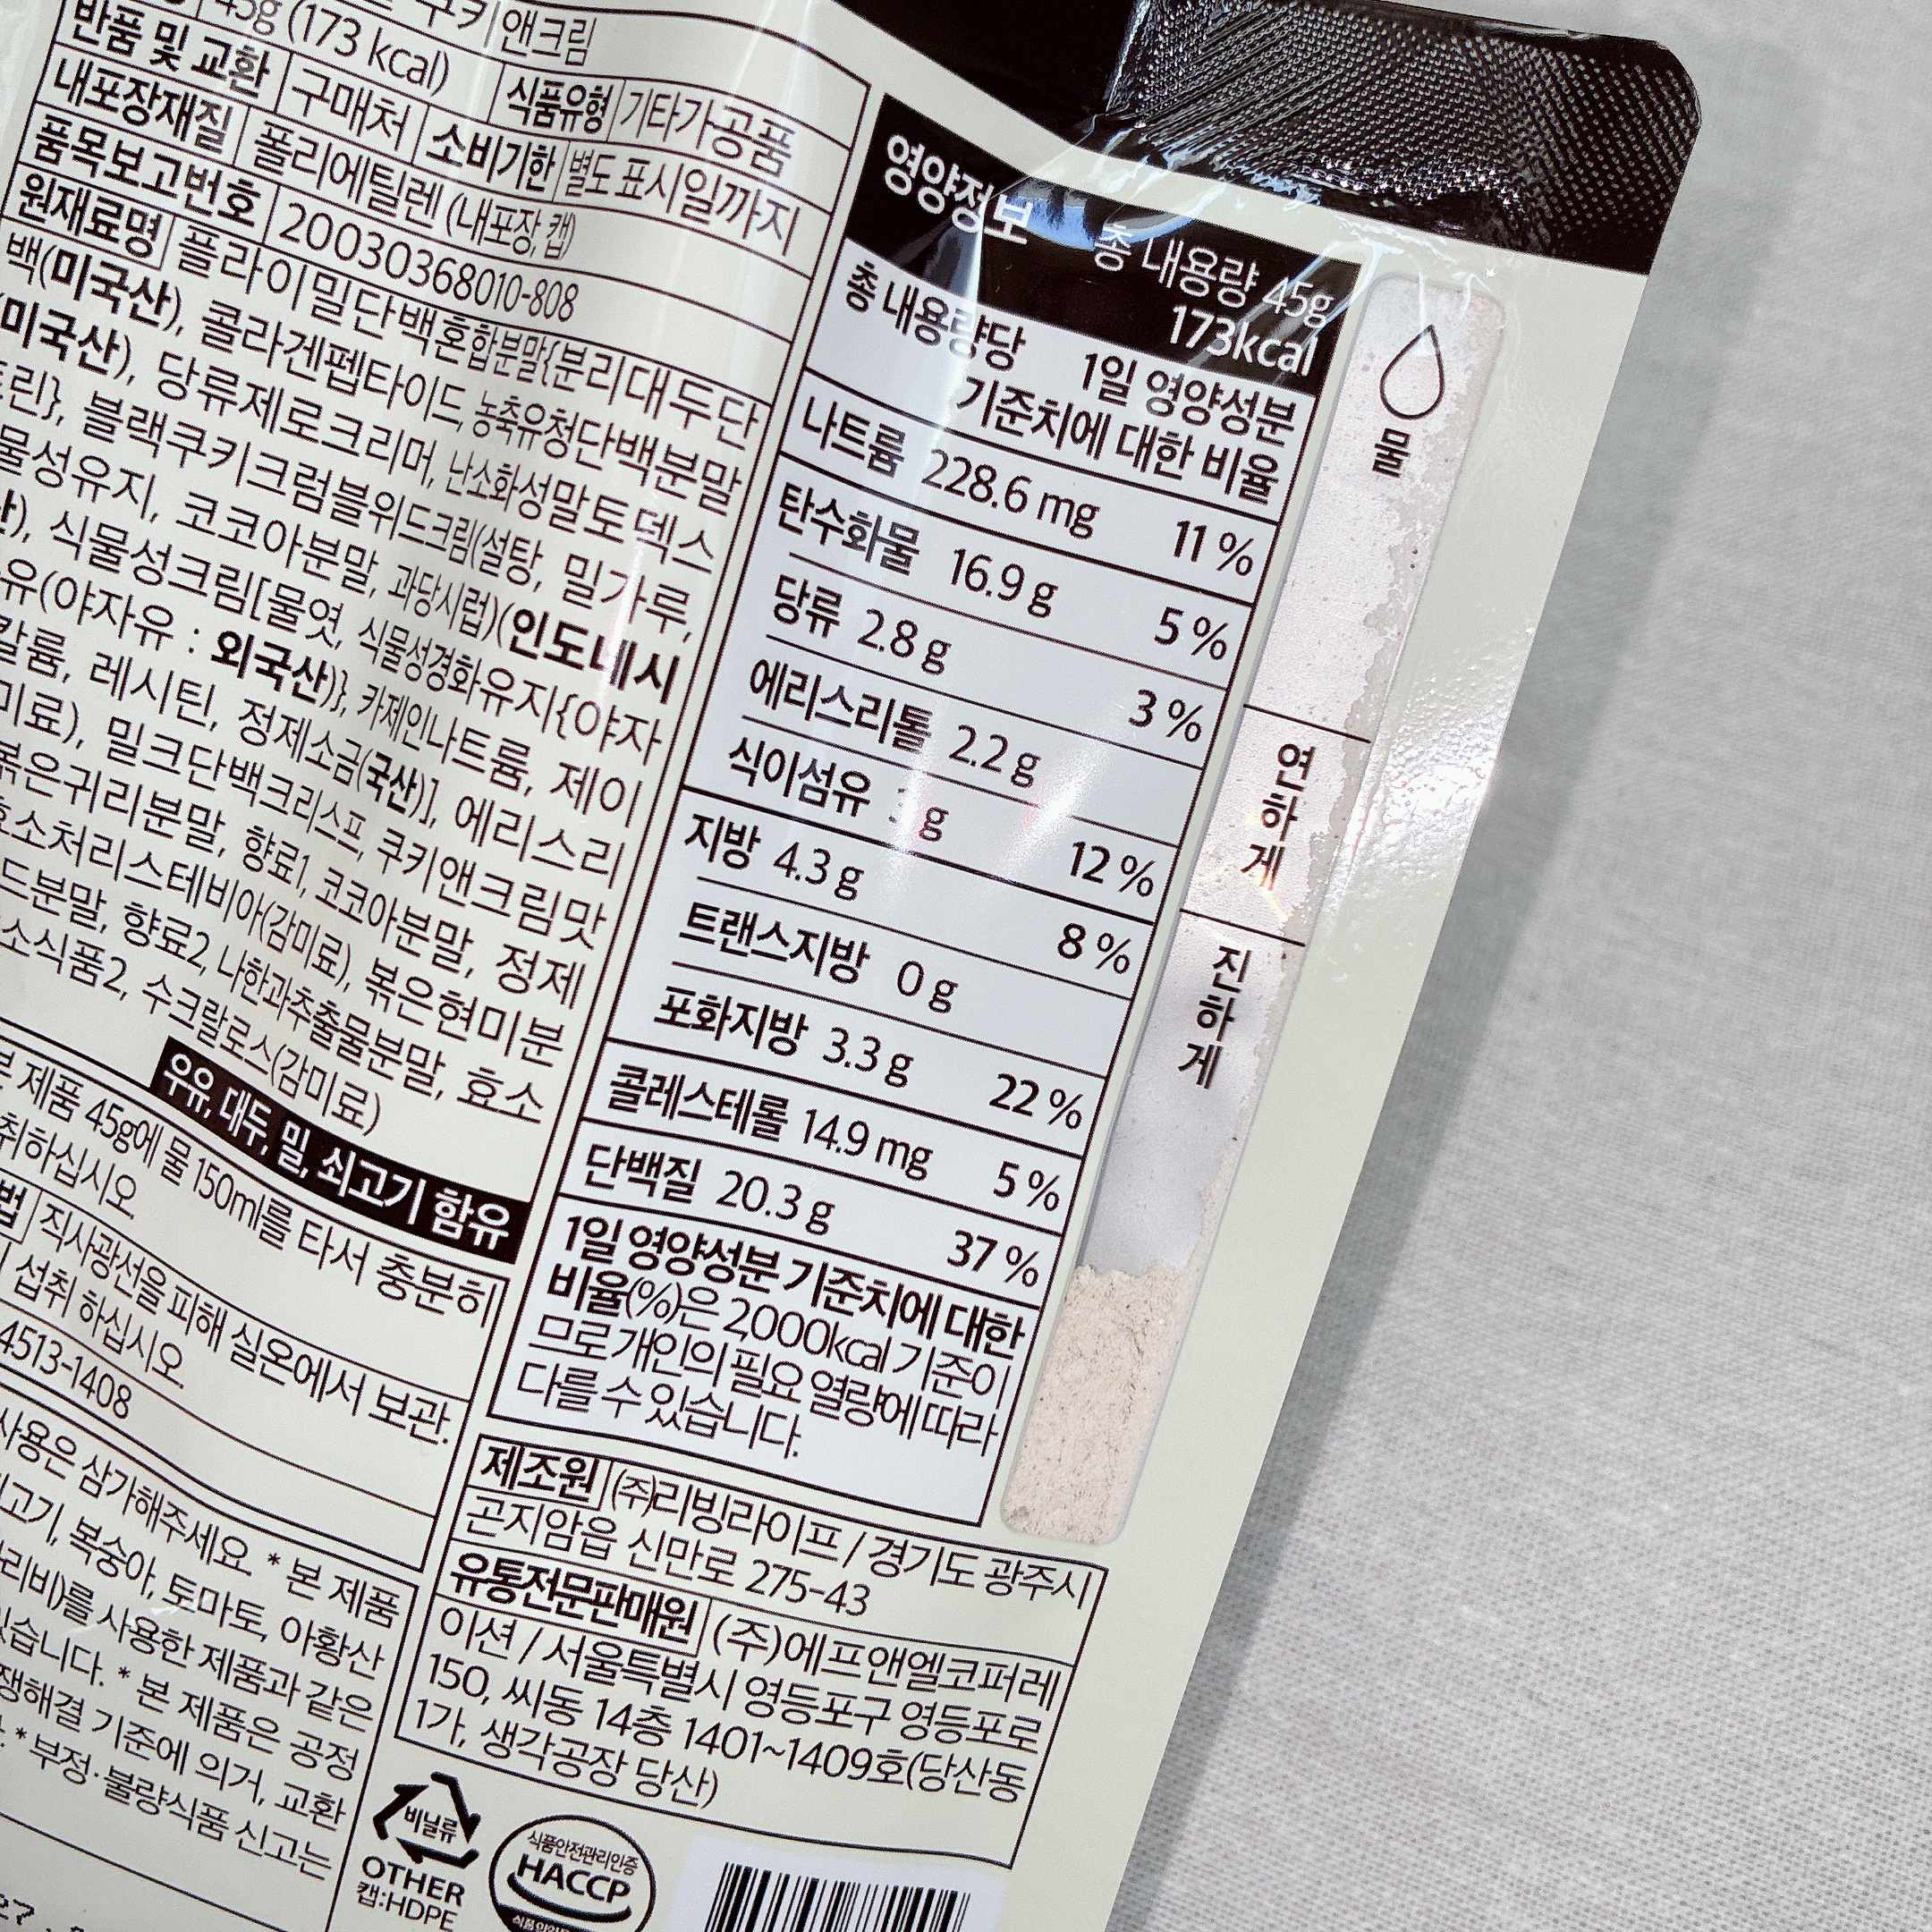 쿠키앤크림
45g (173 kcal) 식품유형 기타가공품
반품 및 교환 구매처 소비기한 별도 표시일까지
내포장재질 폴리에틸렌 (내포장, 캡)
품목보고번호 20030368010-808
원재료명 플라이밀단백혼합분말{분리대두단
백(미국산), 콜라겐펩타이드, 농축유청단백분말
(미국산), 당류제로크리머, 난소화성말토덱스
트린}, 블랙쿠키크럼블위드크림(설탕, 밀가루,
물성유지, 코코아분말, 과당시럽)(인도네시
산), 식물성크림[물엿, 식물성경화유지{야자
유(야자유 : 외국산)}, 카제인나트륨, 제이
칼륨, 레시틴, 정제소금(국산)], 에리스리
미료), 밀크단백크리스프, 쿠키앤크림맛
볶은귀리분말, 향료1, 코코아분말, 정제
효소처리스테비아(감미료), 볶은현미분
드분말, 향료2, 나한과추출물분말, 효소
소식품2, 수크랄로스(감미료)
우유, 대두, 밀, 쇠고기 함유
본 제품 45g에 물 150ml를 타서 충분히
취하십시오
법 직사광선을 피해 실온에서 보관.
섭취 하십시오.
4513-1408
사용은 삼가해주세요. * 본 제품
고기, 복숭아, 토마토, 아황산
리비)를 사용한 제품과 같은
있습니다. * 본 제품은 공정
쟁해결 기준에 의거, 교환
* 부정·불량식품 신고는
영양정보 총 내용량 45g
173kcal
총 내용량당 1일 영양성분
기준치에 대한 비율
나트륨 228.6 mg 11 %
탄수화물 16.9 g 5 %
당류 2.8 g 3 %
에리스리톨 2.2 g
식이섬유 g 12 %
지방 4.3 g 8 %
트랜스지방 0 g
포화지방 3.3 g 22 %
콜레스테롤 14.9 mg 5 %
단백질 20.3 g 37 %
1일 영양성분 기준치에 대한
비율(%)은 2,000kcal 기준이
므로 개인의 필요 열량에 따라
다를 수 있습니다.
물
연하게
진하게
제조원 (주)리빙라이프 / 경기도 광주시
곤지암읍 신만로 275-43
유통전문판매원 (주)에프앤엘코퍼레
이션 / 서울특별시 영등포구 영등포로
150, 씨동 14층 1401~1409호(당산동
1가, 생각공장 당산)
비닐류
OTHER
캡:HDPE
식품안전관리인증
HACCP